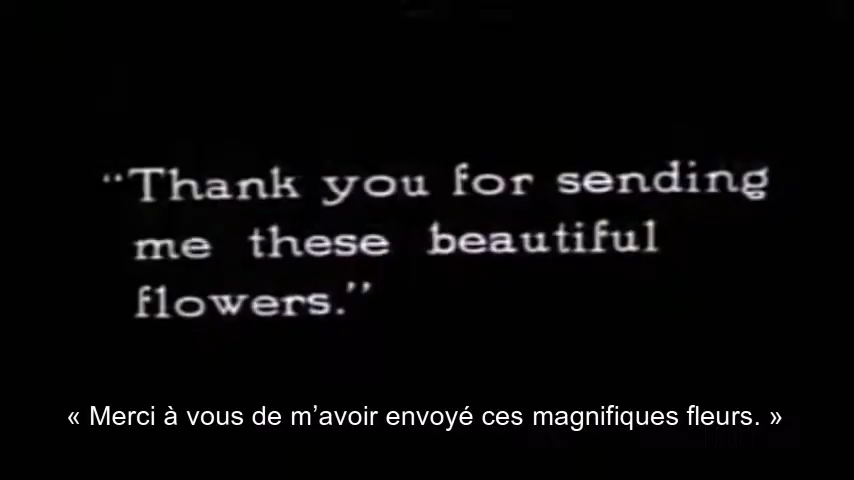 “Thank you for sending
me these beautiful
flowers.”
« Merci à vous de m’avoir envoyé ces magnifiques fleurs. »